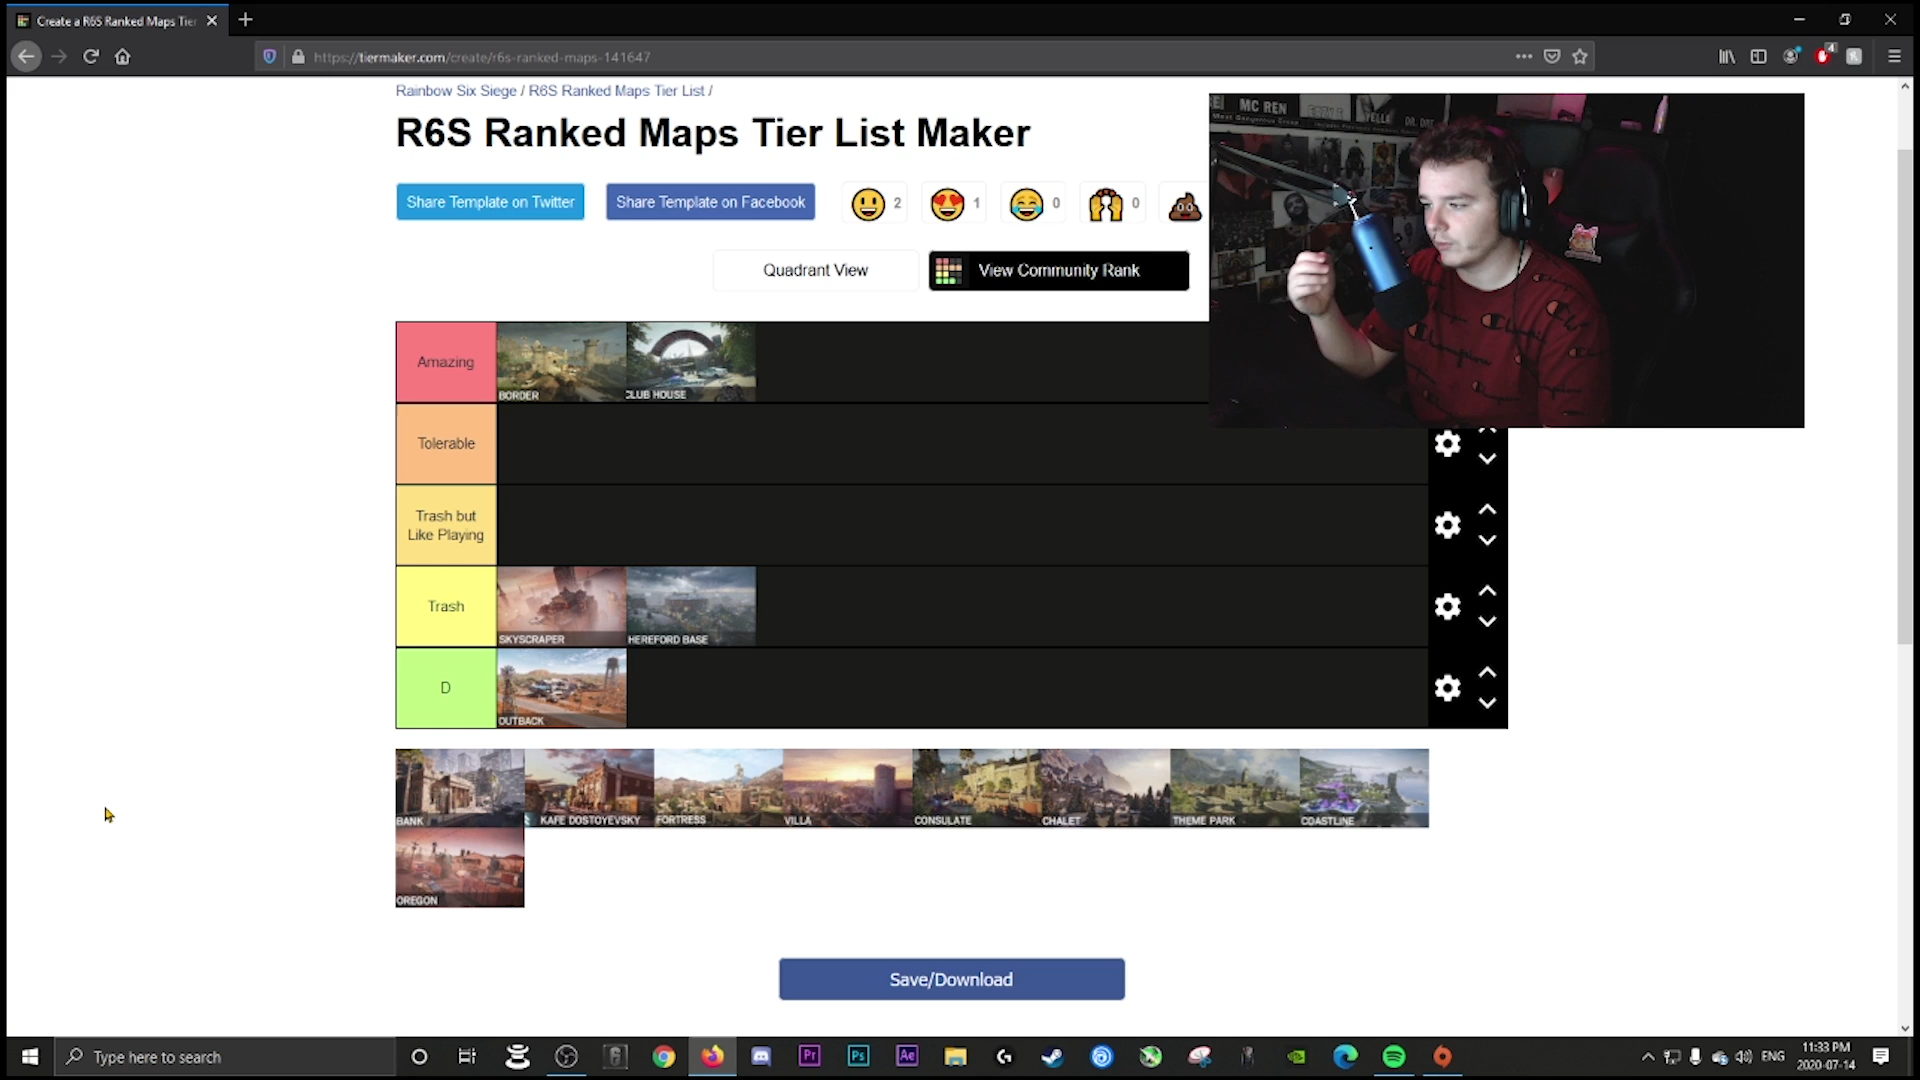 Create a R6S Ranked Maps Tier
https://tiermaker.com/create/r6s-ranked-maps-141647
4
Rainbow Six Siege / R6S Ranked Maps Tier List /
R6S Ranked Maps Tier List Maker
Share Template on Twitter
Share Template on Facebook
2
1
0
0
Quadrant View
View Community Rank
MC REN
Amazing
BORDER
CLUB HOUSE
Tolerable
Trash but
Like Playing
Trash
SKYSCRAPER
HEREFORD BASE
D
OUTBACK
BANK
KAFE DOSTOYEVSKY
FORTRESS
VILLA
CONSULATE
CHALET
THEME PARK
COASTLINE
OREGON
Save/Download
Type here to search
Pr
Ps
Ae
ENG
11:33 PM
2020-07-14